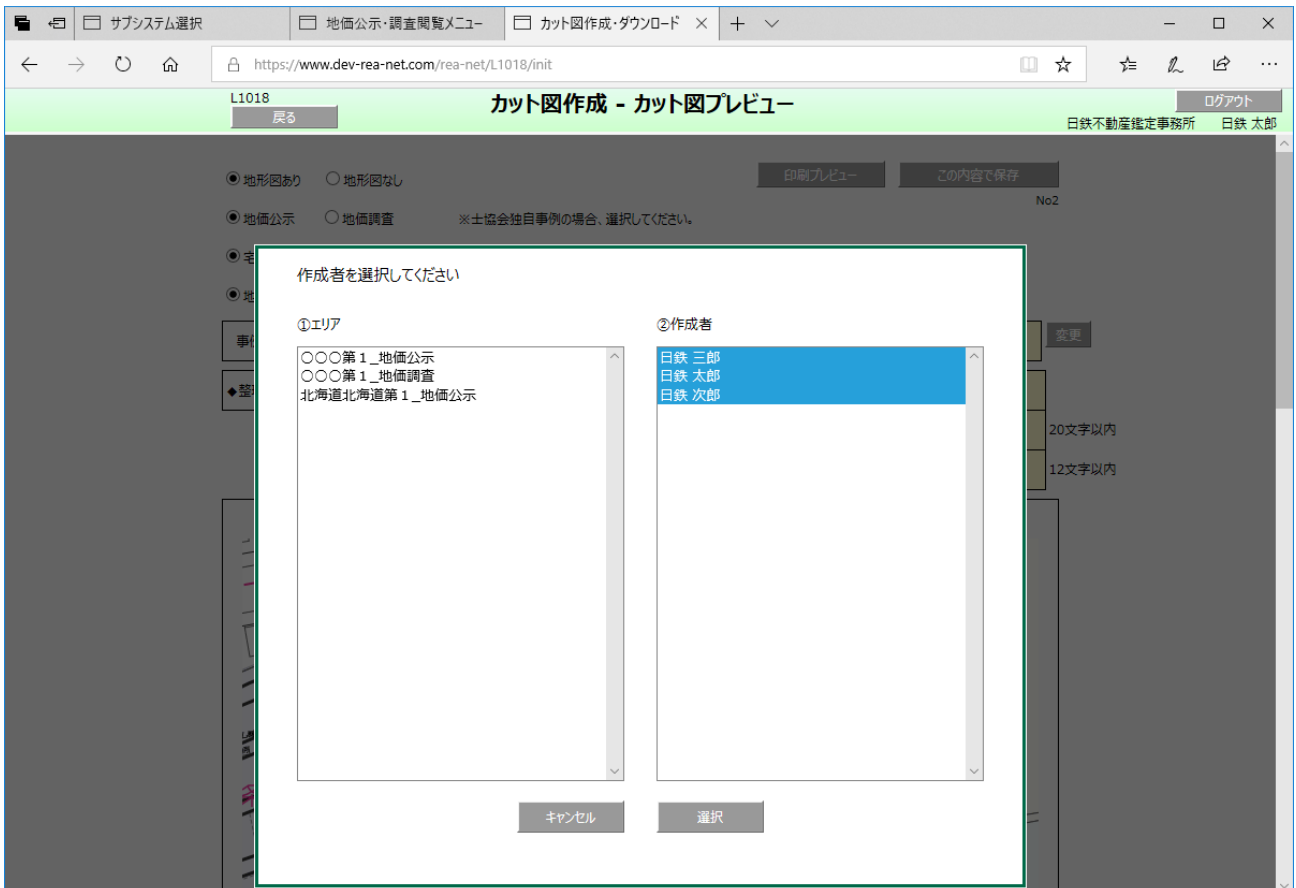 サブシステム選択
地価公示・調査閲覧メニュー
カット図作成・ダウンロード
https://www.dev-rea-net.com/rea-net/L1018/init
L1018
戻る
カット図作成 - カット図プレビュー
ログアウト
日鉄不動産鑑定事務所 日鉄 太郎
地形図あり 地形図なし
印刷プレビュー この内容で保存
No2
地価公示 地価調査 ※士協会独自事例の場合、選択してください。
宅
地
事
変更
◆整
20文字以内
12文字以内
作成者を選択してください
①エリア
○○○第１_地価公示
○○○第１_地価調査
北海道北海道第１_地価公示
②作成者
日鉄 三郎
日鉄 太郎
日鉄 次郎
キャンセル 選択